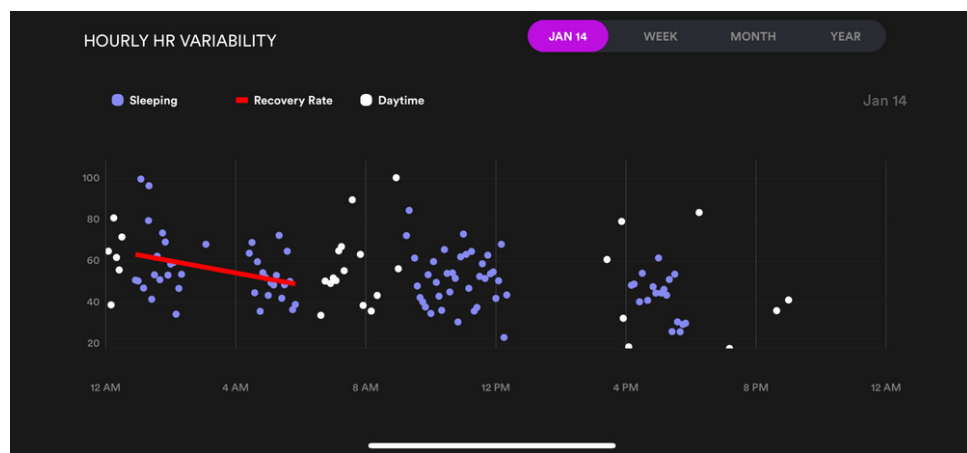 HOURLY HR VARIABILITY
JAN 14 WEEK MONTH YEAR
Sleeping Recovery Rate Daytime
Jan 14
100
80
60
40
20
12 AM 4 AM 8 AM 12 PM 4 PM 8 PM 12 AM